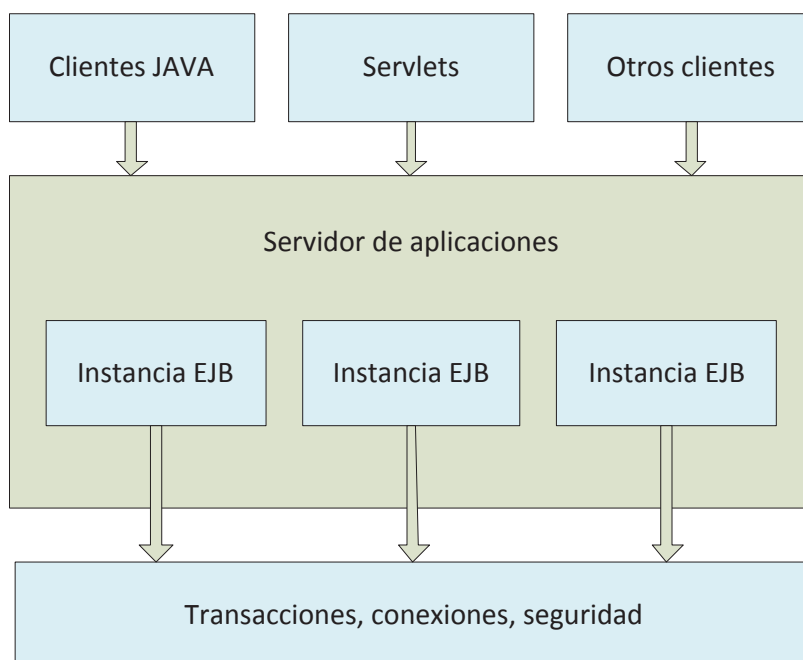 Clientes JAVA
Servlets
Otros clientes
Servidor de aplicaciones
Instancia EJB
Instancia EJB
Instancia EJB
Transacciones, conexiones, seguridad